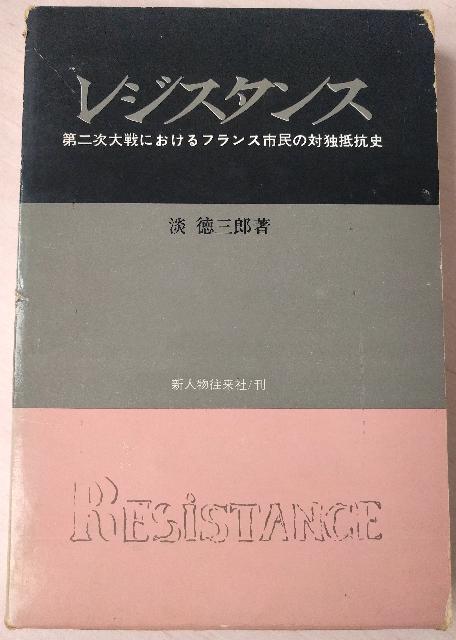 レジスタンス
第二次大戦におけるフランス市民の対独抵抗史
淡 徳三郎著
新人物往来社/刊
RESiSTANCE